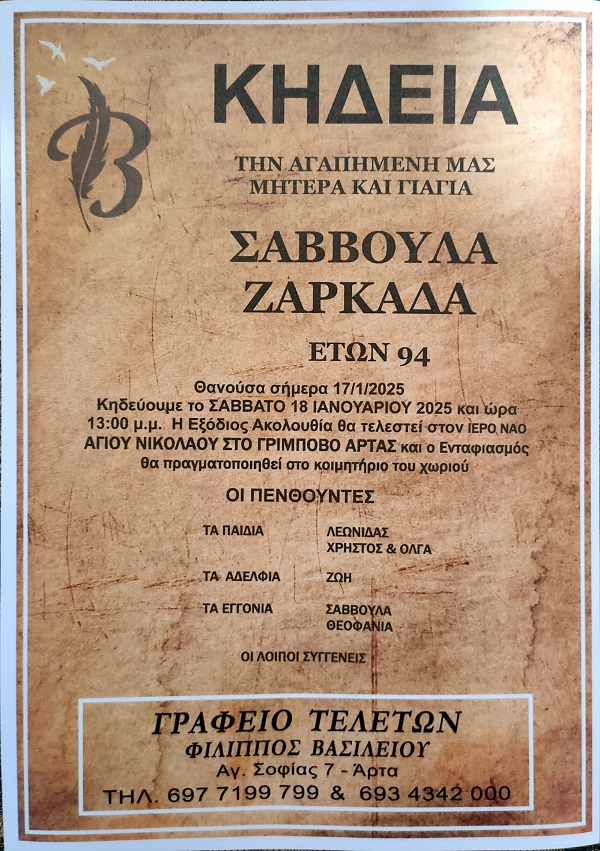 B
ΚΗΔΕΙΑ
ΤΗΝ ΑΓΑΠΗΜΕΝΗ ΜΑΣ
ΜΗΤΕΡΑ ΚΑΙ ΓΙΑΓΙΑ
ΣΑΒΒΟΥΛΑ
ΖΑΡΚΑΔΑ
ΕΤΩΝ 94
Θανούσα σήμερα 17/1/2025
Κηδεύουμε το ΣΑΒΒΑΤΟ 18 ΙΑΝΟΥΑΡΙΟΥ 2025 και ώρα
13:00 μ.μ. Η Εξόδιος Ακολουθία θα τελεστεί στον ΙΕΡΟ ΝΑΟ
ΑΓΙΟΥ ΝΙΚΟΛΑΟΥ ΣΤΟ ΓΡΙΜΠΟΒΟ ΑΡΤΑΣ και ο Ενταφιασμός
θα πραγματοποιηθεί στο κοιμητήριο του χωριού
ΟΙ ΠΕΝΘΟΥΝΤΕΣ
ΤΑ ΠΑΙΔΙΑ ΛΕΩΝΙΔΑΣ
ΧΡΗΣΤΟΣ & ΟΛΓΑ
ΤΑ ΑΔΕΛΦΙΑ ΖΩΗ
ΤΑ ΕΓΓΟΝΙΑ ΣΑΒΒΟΥΛΑ
ΘΕΟΦΑΝΙΑ
ΟΙ ΛΟΙΠΟΙ ΣΥΓΓΕΝΕΙΣ
ΓΡΑΦΕΙΟ ΤΕΛΕΤΩΝ
ΦΙΛΙΠΠΟΣ ΒΑΣΙΛΕΙΟΥ
Αγ. Σοφίας 7 - Άρτα
ΤΗΛ. 697 7199 799 & 693 4342 000